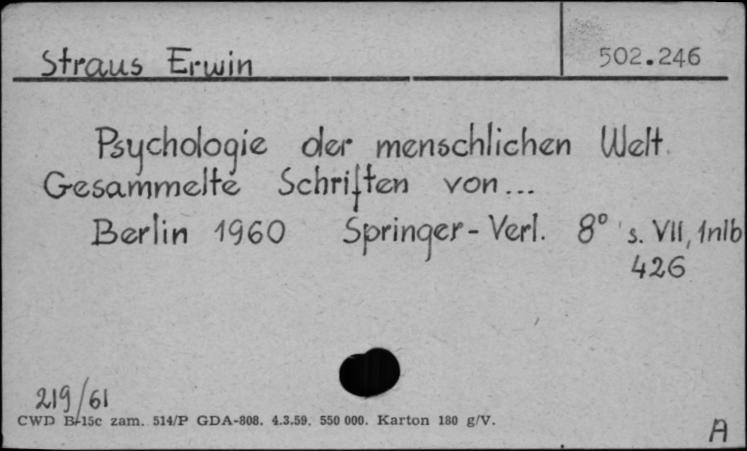 Straus Erwin 502.246
Psychologie der menschlichen Welt.
Gesammelte Schriften von...
Berlin 1960 Springer-Verl. 8° s. VII, 1nlb
426
219/61
CWD B-15c zam. 514/P GDA-808. 4.3.59. 550 000. Karton 180 g/V.
A